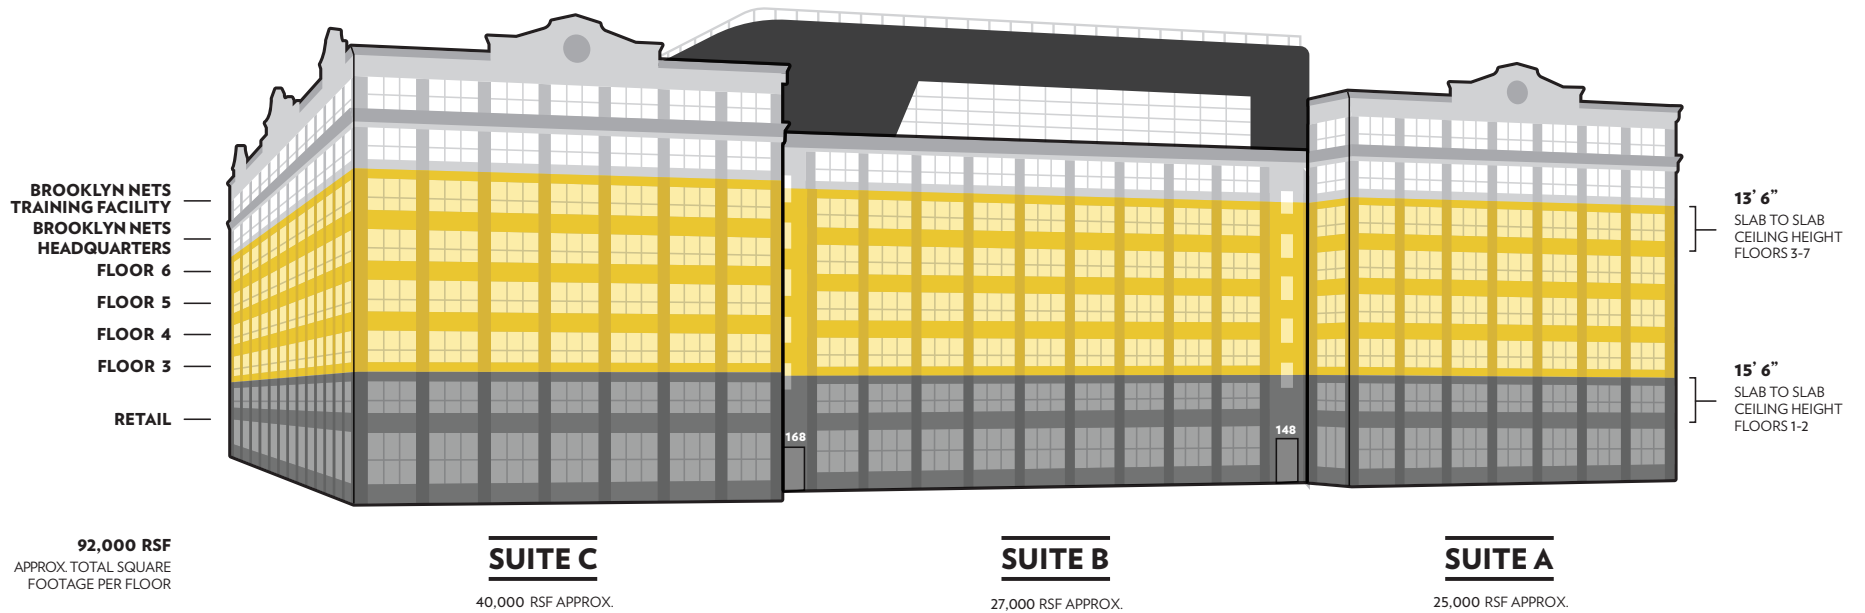 BROOKLYN NETS
TRAINING FACILITY
BROOKLYN NETS
HEADQUARTERS
FLOOR 6
FLOOR 5
FLOOR 4
FLOOR 3
RETAIL
92,000 RSF
APPROX. TOTAL SQUARE
FOOTAGE PER FLOOR
168
148
13’ 6”
SLAB TO SLAB
CEILING HEIGHT
FLOORS 3-7
15’ 6”
SLAB TO SLAB
CEILING HEIGHT
FLOORS 1-2
SUITE C
40,000 RSF APPROX.
SUITE B
27,000 RSF APPROX.
SUITE A
25,000 RSF APPROX.